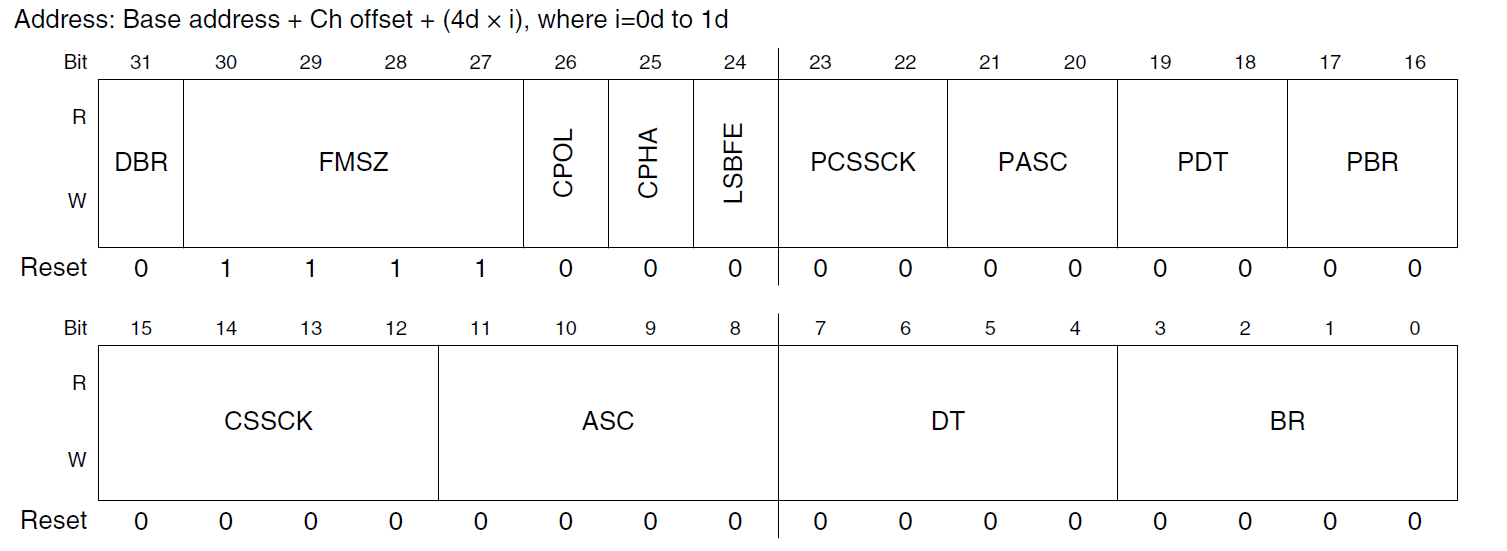 Address: Base address + Ch offset + (4d × i), where i=0d to 1d
Bit 31 30 29 28 27 26 25 24 23 22 21 20 19 18 17 16
R
DBR FMSZ CPOL CPHA LSBFE PCSSCK PASC PDT PBR
W
Reset 0 1 1 1 1 0 0 0 0 0 0 0 0 0 0 0
Bit 15 14 13 12 11 10 9 8 7 6 5 4 3 2 1 0
R
CSSCK ASC DT BR
W
Reset 0 0 0 0 0 0 0 0 0 0 0 0 0 0 0 0